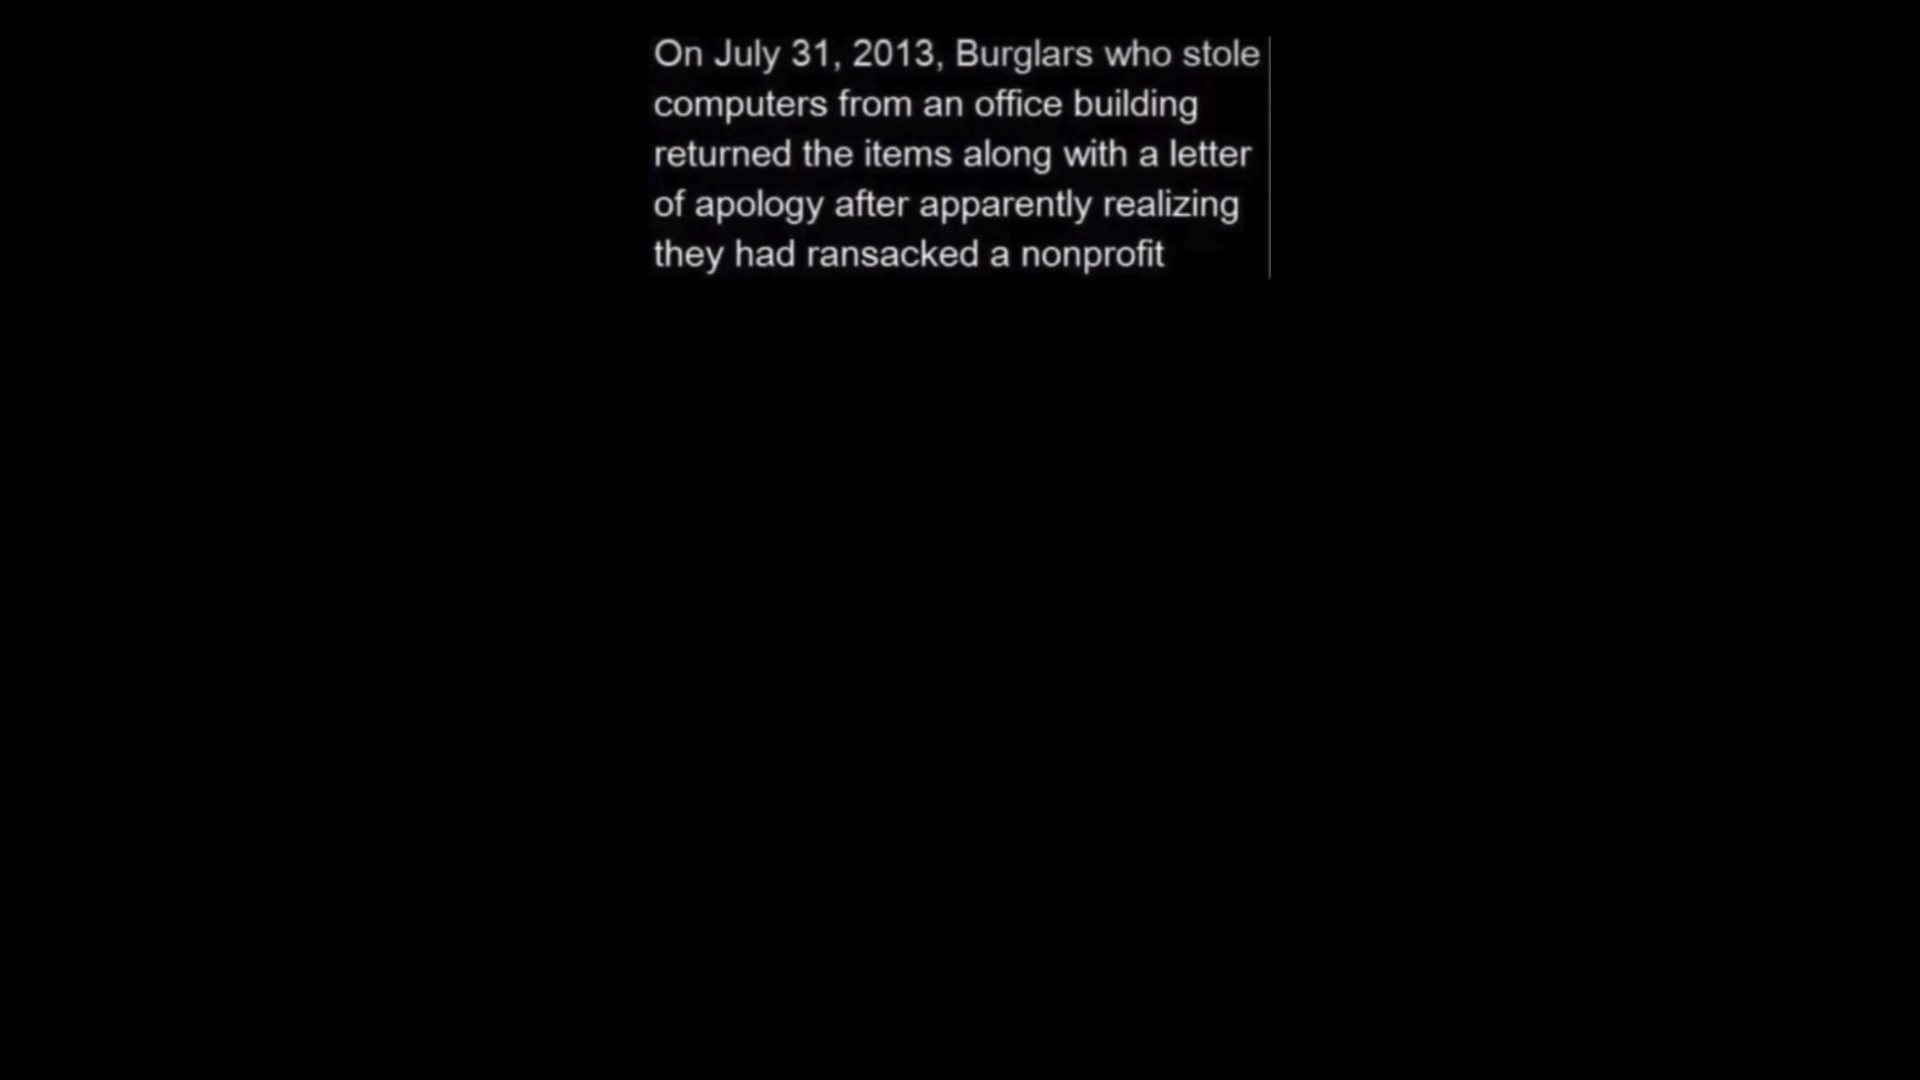 On July 31, 2013, Burglars who stole
computers from an office building
returned the items along with a letter
of apology after apparently realizing
they had ransacked a nonprofit